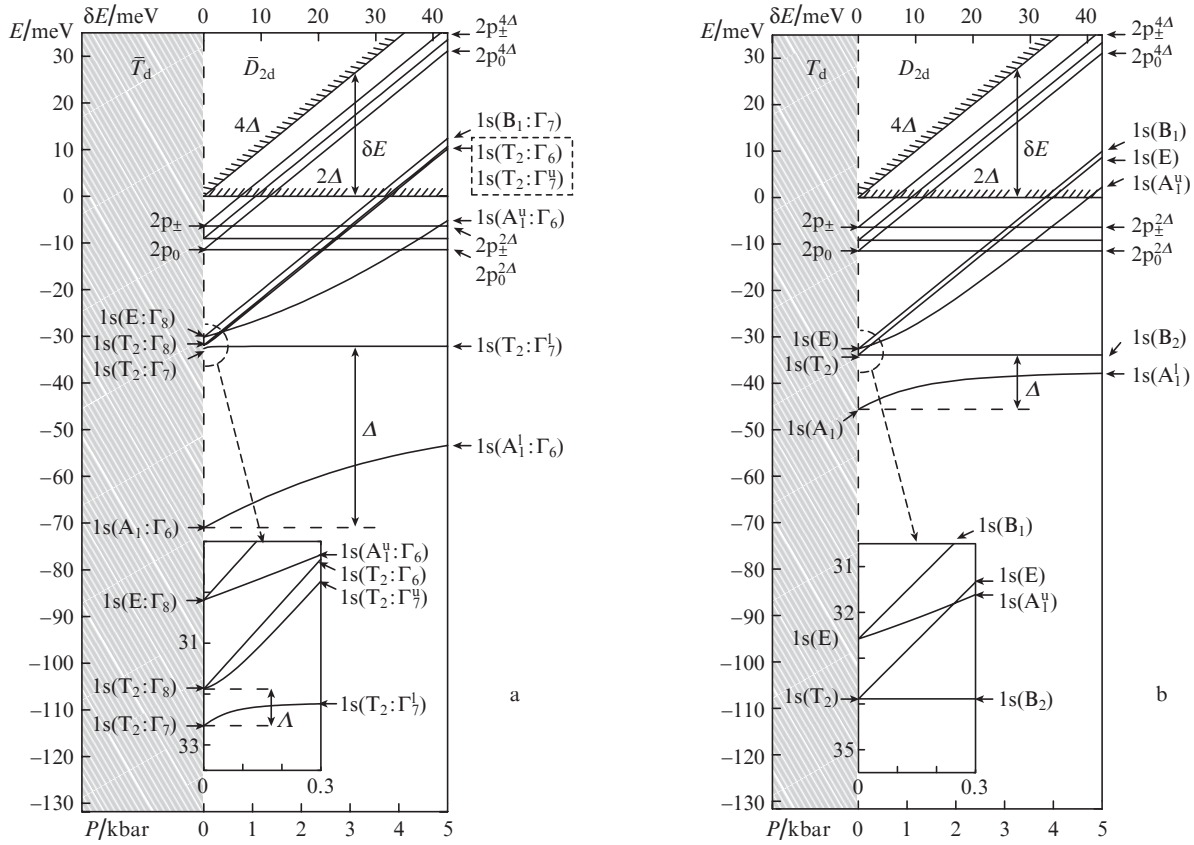 δE/meV
0 10 20 30 40
E/meV
30
20
10
0
−10
−20
−30
−40
−50
−60
−70
−80
−90
−100
−110
−120
−130
T̄d
D̄2d
4Δ
2Δ
δE
2p±
2p0
1s(E:Γ8)
1s(T2:Γ8)
1s(T2:Γ7)
1s(A1:Γ6)
2p±^4Δ
2p0^4Δ
1s(B1:Γ7)
1s(T2:Γ6)
1s(T2:Γ7^u)
1s(A1^u:Γ6)
2p±^2Δ
2p0^2Δ
1s(T2:Γ7^l)
Δ
1s(A1^l:Γ6)
1s(A1^u:Γ6)
1s(T2:Γ6)
1s(T2:Γ7^u)
1s(E:Γ8)
31
1s(T2:Γ8)
1s(T2:Γ7^l)
Λ
1s(T2:Γ7)
33
0 0.3
a
P/kbar 0 1 2 3 4 5
δE/meV
0 10 20 30 40
E/meV
30
20
10
0
−10
−20
−30
−40
−50
−60
−70
−80
−90
−100
−110
−120
−130
Td
D2d
4Δ
2Δ
δE
2p±
2p0
1s(E)
1s(T2)
1s(A1)
2p±^4Δ
2p0^4Δ
1s(B1)
1s(E)
1s(A1^u)
2p±^2Δ
2p0^2Δ
1s(B2)
Δ
1s(A1^l)
1s(B1)
31
1s(E)
1s(A1^u)
32
1s(E)
1s(T2)
1s(B2)
35
0 0.3
b
P/kbar 0 1 2 3 4 5